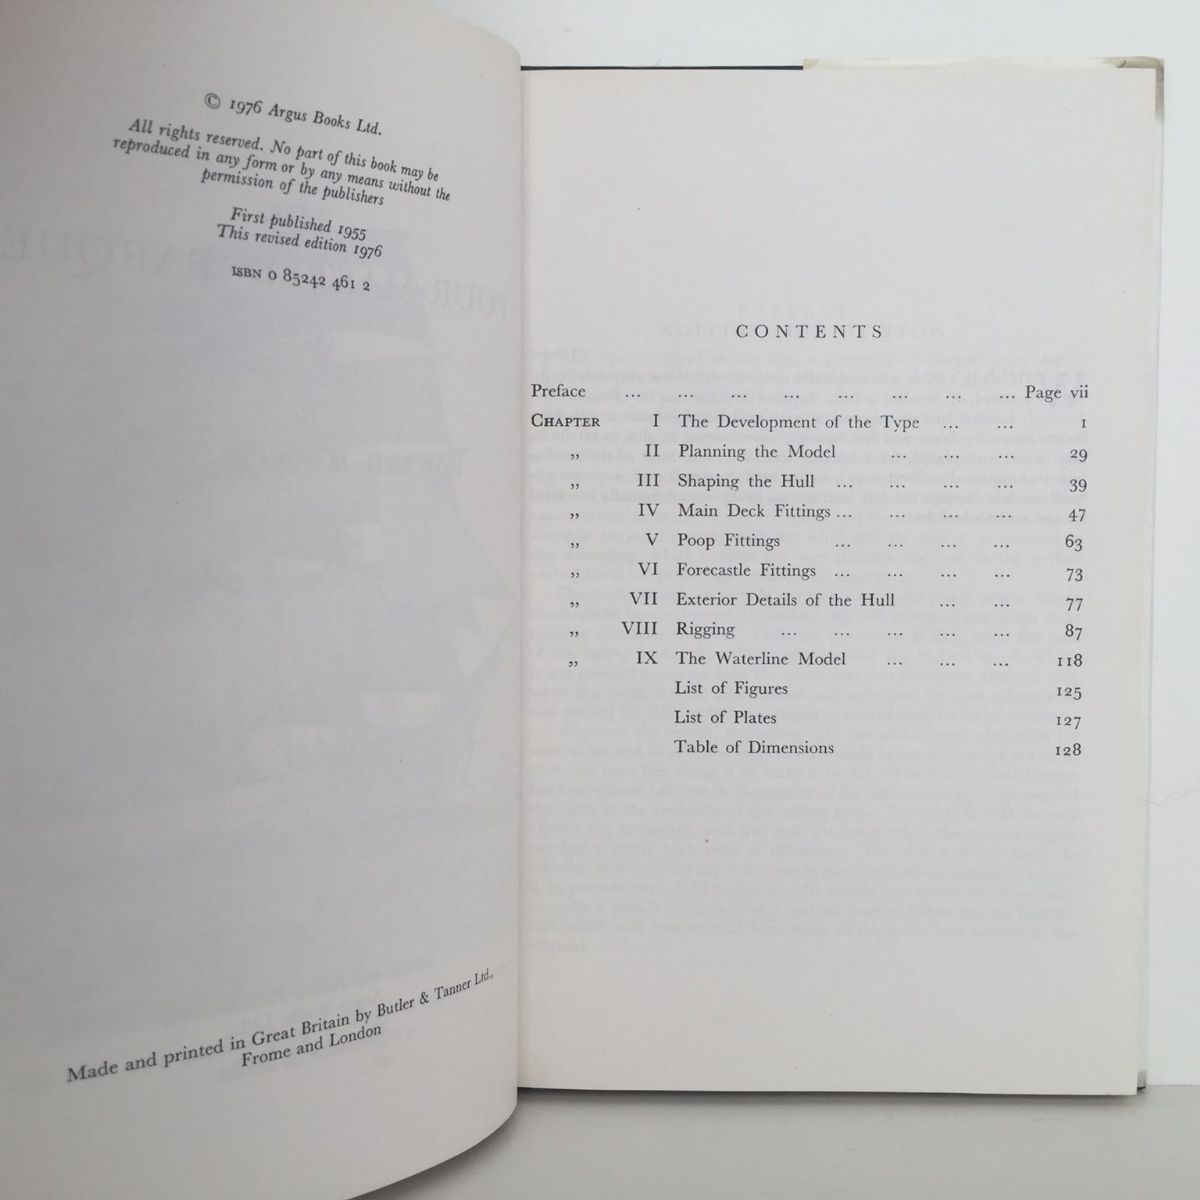 © 1976 Argus Books Ltd.
All rights reserved. No part of this book may be
reproduced in any form or by any means without the
permission of the publishers
First published 1955
This revised edition 1976
ISBN 0 85242 461 2
Made and printed in Great Britain by Butler & Tanner Ltd.,
Frome and London
CONTENTS
Preface ... ... ... ... ... ... ... ... Page vii
CHAPTER I The Development of the Type ... ... 1
„ II Planning the Model ... ... ... 29
„ III Shaping the Hull ... ... ... ... 39
„ IV Main Deck Fittings ... ... ... ... 47
„ V Poop Fittings ... ... ... ... 63
„ VI Forecastle Fittings ... ... ... ... 73
„ VII Exterior Details of the Hull ... ... 77
„ VIII Rigging ... ... ... ... ... 87
„ IX The Waterline Model ... ... ... 118
List of Figures 125
List of Plates 127
Table of Dimensions 128